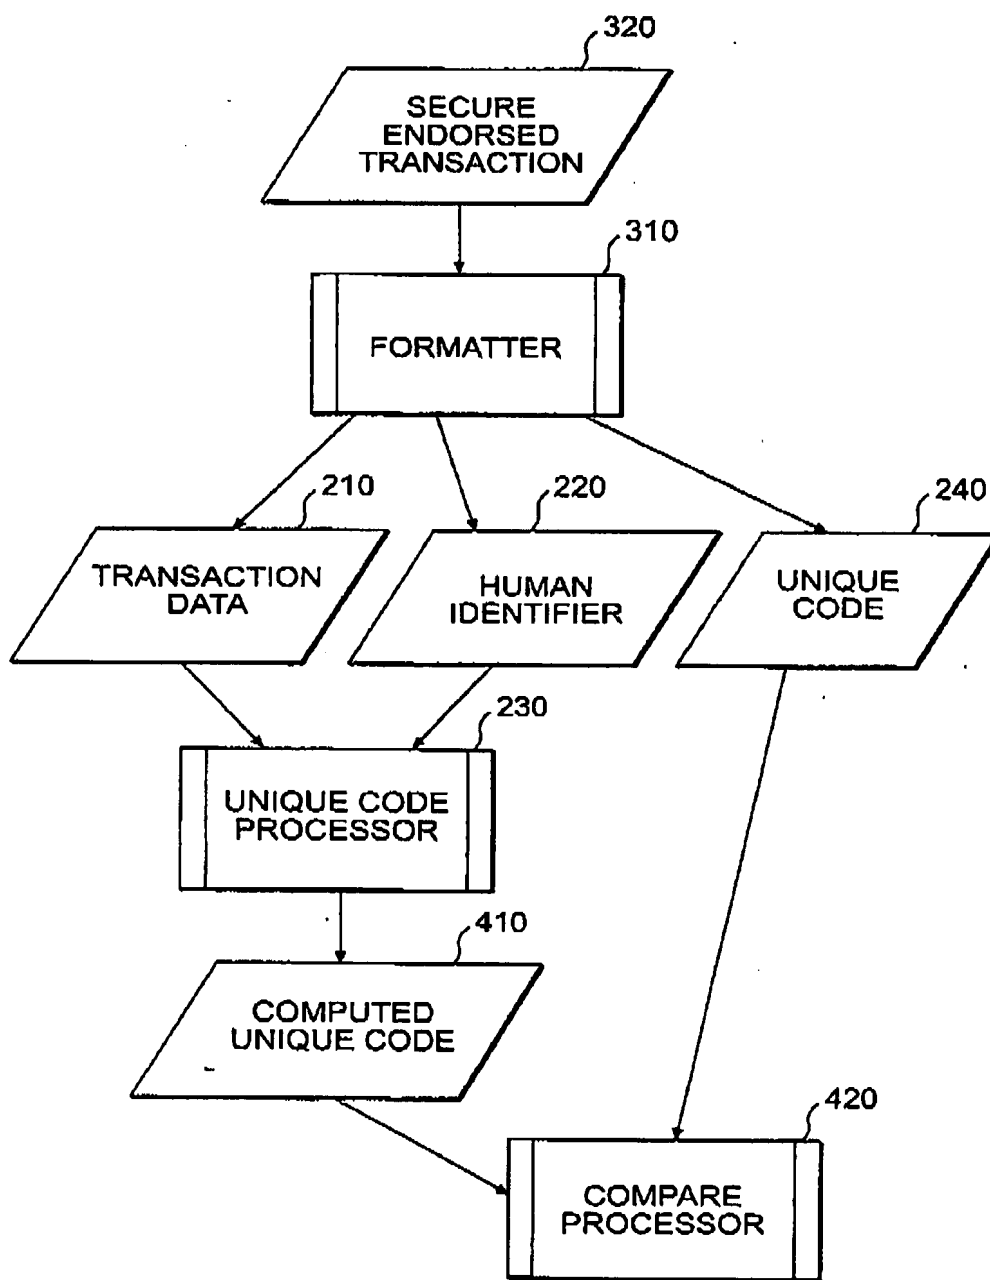 320
SECURE
ENDORSED
TRANSACTION
310
FORMATTER
210
220
240
TRANSACTION
DATA
HUMAN
IDENTIFIER
UNIQUE
CODE
230
UNIQUE CODE
PROCESSOR
410
COMPUTED
UNIQUE CODE
420
COMPARE
PROCESSOR